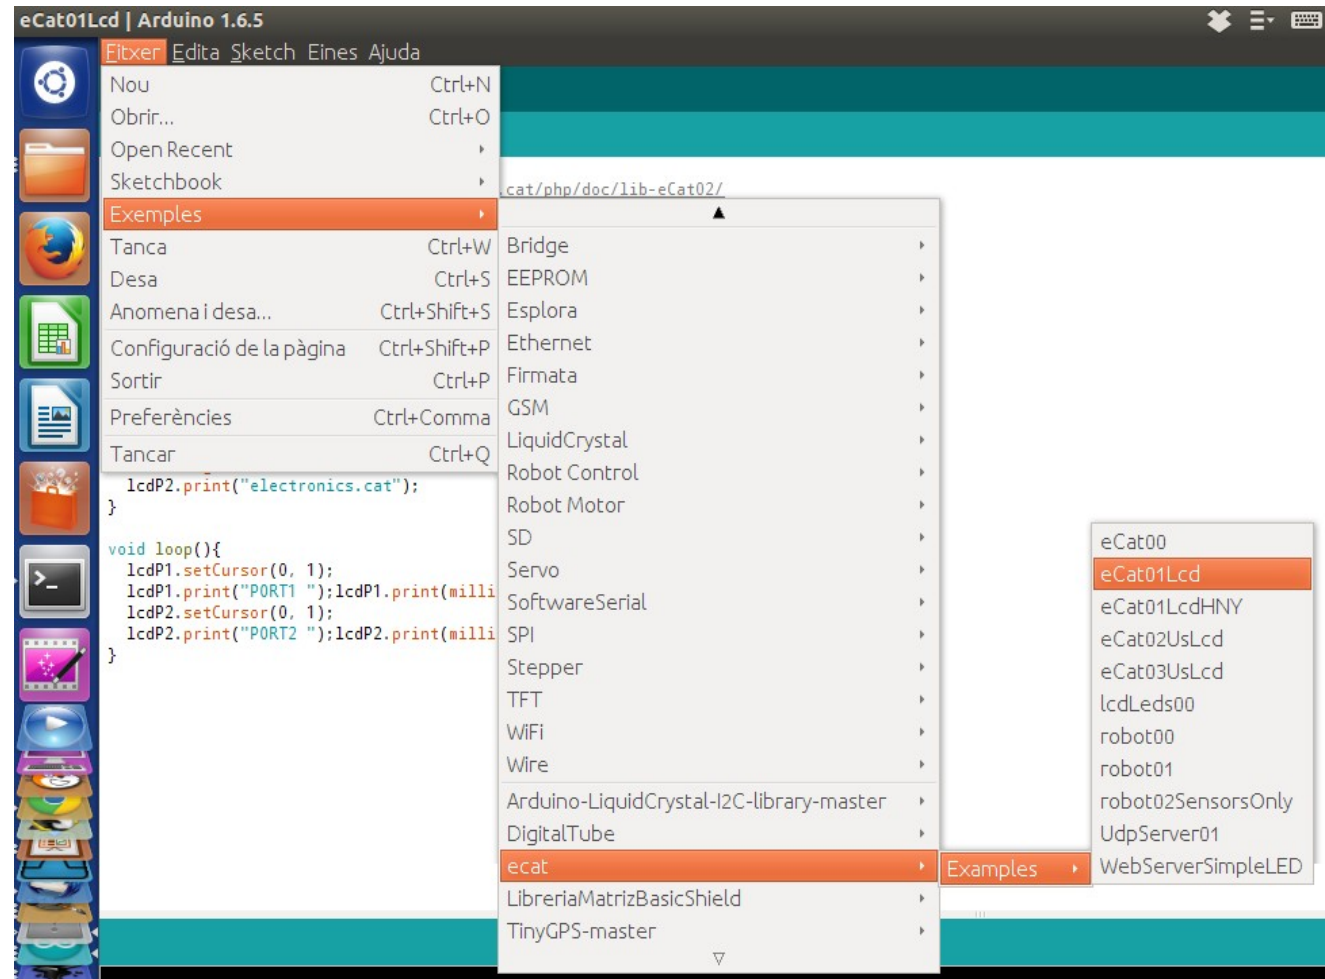 eCat01Lcd | Arduino 1.6.5
Fitxer Edita Sketch Eines Ajuda
Nou Ctrl+N
Obrir... Ctrl+O
Open Recent
Sketchbook
Exemples
Tanca Ctrl+W
Desa Ctrl+S
Anomena i desa... Ctrl+Shift+S
Configuració de la pàgina Ctrl+Shift+P
Sortir Ctrl+P
Preferències Ctrl+Comma
Tancar Ctrl+Q
.cat/php/doc/lib-eCat02/
Bridge
EEPROM
Esplora
Ethernet
Firmata
GSM
LiquidCrystal
Robot Control
Robot Motor
SD
Servo
SoftwareSerial
SPI
Stepper
TFT
WiFi
Wire
Arduino-LiquidCrystal-I2C-library-master
DigitalTube
ecat
LibreriaMatrizBasicShield
TinyGPS-master
Examples
eCat00
eCat01Lcd
eCat01LcdHNY
eCat02UsLcd
eCat03UsLcd
lcdLeds00
robot00
robot01
robot02SensorsOnly
UdpServer01
WebServerSimpleLED
lcdP2.print("electronics.cat");
}
void loop(){
lcdP1.setCursor(0, 1);
lcdP1.print("PORT1 ");lcdP1.print(milli
lcdP2.setCursor(0, 1);
lcdP2.print("PORT2 ");lcdP2.print(milli
}